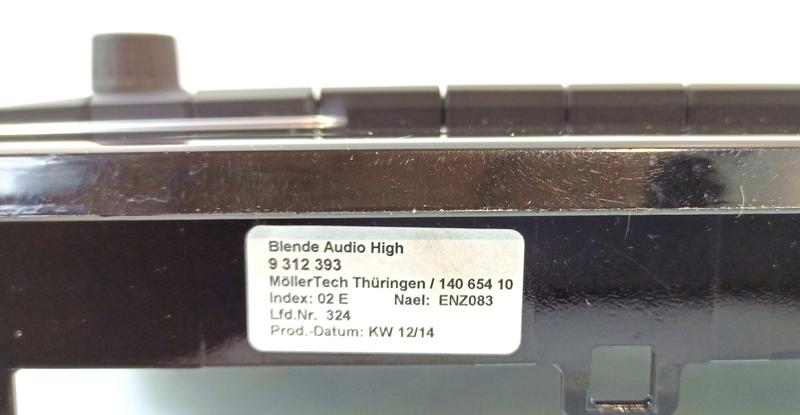 Blende Audio High
9 312 393
MöllerTech Thüringen / 140 654 10
Index: 02 E Nael: ENZ083
Lfd.Nr. 324
Prod.-Datum: KW 12/14